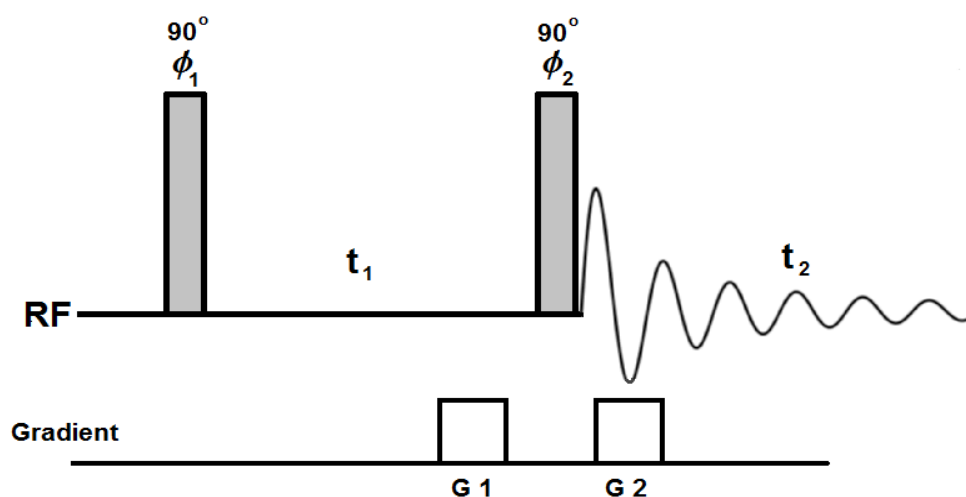 90° 90°
ϕ₁ ϕ₂
t₁ t₂
RF
Gradient
G 1 G 2